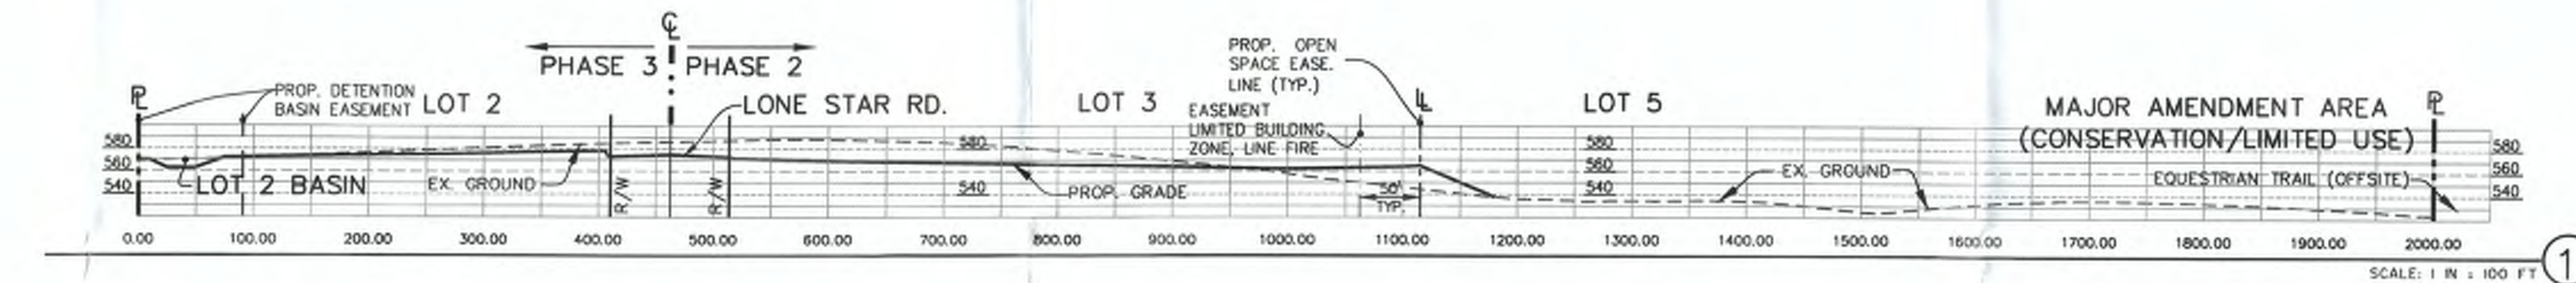 ℄
PHASE 3 PHASE 2
PROP. OPEN
SPACE EASE.
LINE (TYP.)
PROP. DETENTION
BASIN EASEMENT
LOT 2
LONE STAR RD.
LOT 3
EASEMENT
LIMITED BUILDING
ZONE, LINE FIRE
LOT 5
MAJOR AMENDMENT AREA
(CONSERVATION/LIMITED USE)
PL
LL
PL
580
560
540
580
540
580
560
540
580
560
540
LOT 2 BASIN
EX. GROUND
R/W
R/W
PROP. GRADE
50'
TYP.
EX. GROUND
EQUESTRIAN TRAIL (OFFSITE)
0.00 100.00 200.00 300.00 400.00 500.00 600.00 700.00 800.00 900.00 1000.00 1100.00 1200.00 1300.00 1400.00 1500.00 1600.00 1700.00 1800.00 1900.00 2000.00
SCALE: 1 IN = 100 FT
1